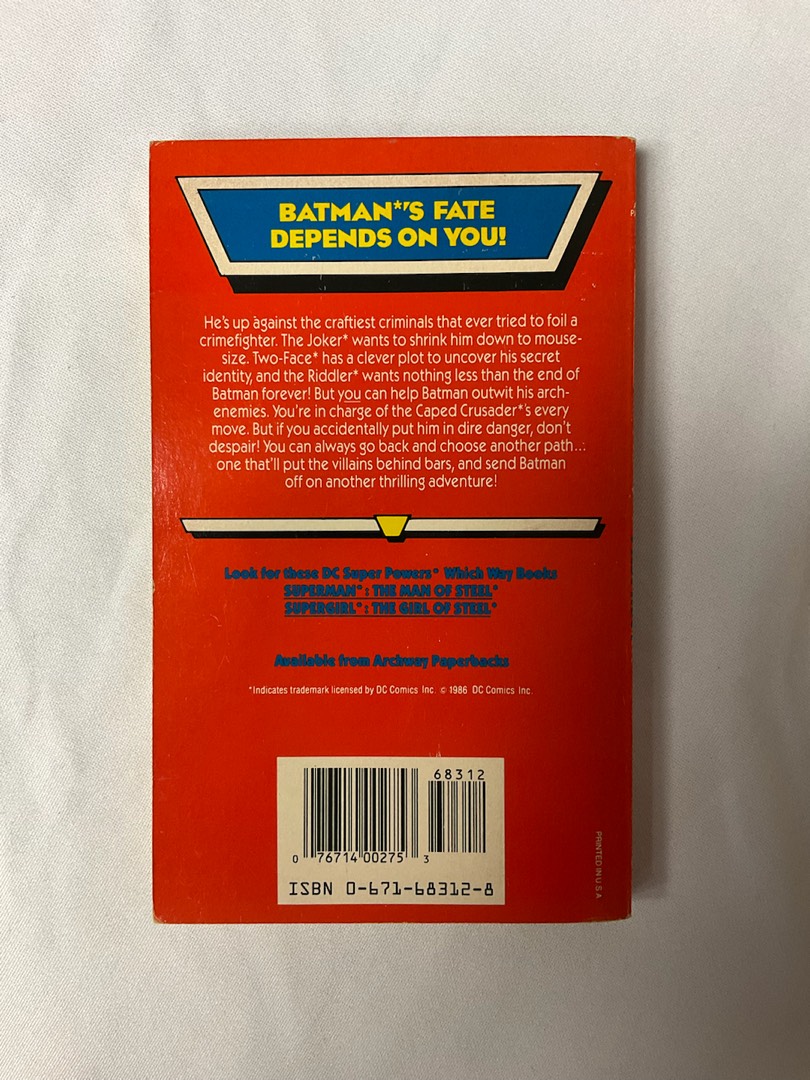 BATMAN*'S FATE
DEPENDS ON YOU!
He's up against the craftiest criminals that ever tried to foil a
crimefighter. The Joker* wants to shrink him down to mouse-
size. Two-Face* has a clever plot to uncover his secret
identity, and the Riddler* wants nothing less than the end of
Batman forever! But you can help Batman outwit his arch-
enemies. You're in charge of the Caped Crusader*'s every
move. But if you accidentally put him in dire danger, don't
despair! You can always go back and choose another path...
one that'll put the villains behind bars, and send Batman
off on another thrilling adventure!
Look for these DC Super Powers* Which Way Books
SUPERMAN*: THE MAN OF STEEL*
SUPERGIRL*: THE GIRL OF STEEL*
Available from Archway Paperbacks
*Indicates trademark licensed by DC Comics Inc. © 1986 DC Comics Inc.
68312
0 76714 00275 3
ISBN 0-671-68312-8
PRINTED IN U.S.A.